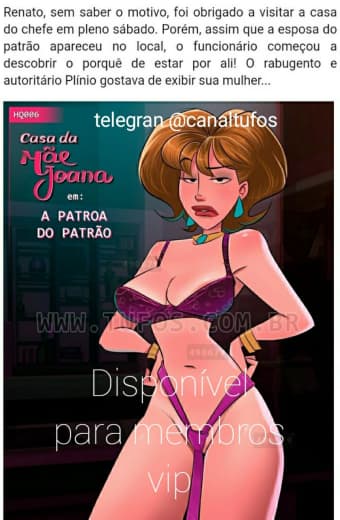 Renato, sem saber o motivo, foi obrigado a visitar a casa
do chefe em pleno sábado. Porém, assim que a esposa do
patrão apareceu no local, o funcionário começou a
descobrir o porquê de estar por ali! O rabugento e
autoritário Plínio gostava de exibir sua mulher...
HQ006
telegran @canaltufos
Casa da
Mãe
Joana
em:
A PATROA
DO PATRÃO
WWW.TUFOS.COM.BR
Disponível
para membros
vip